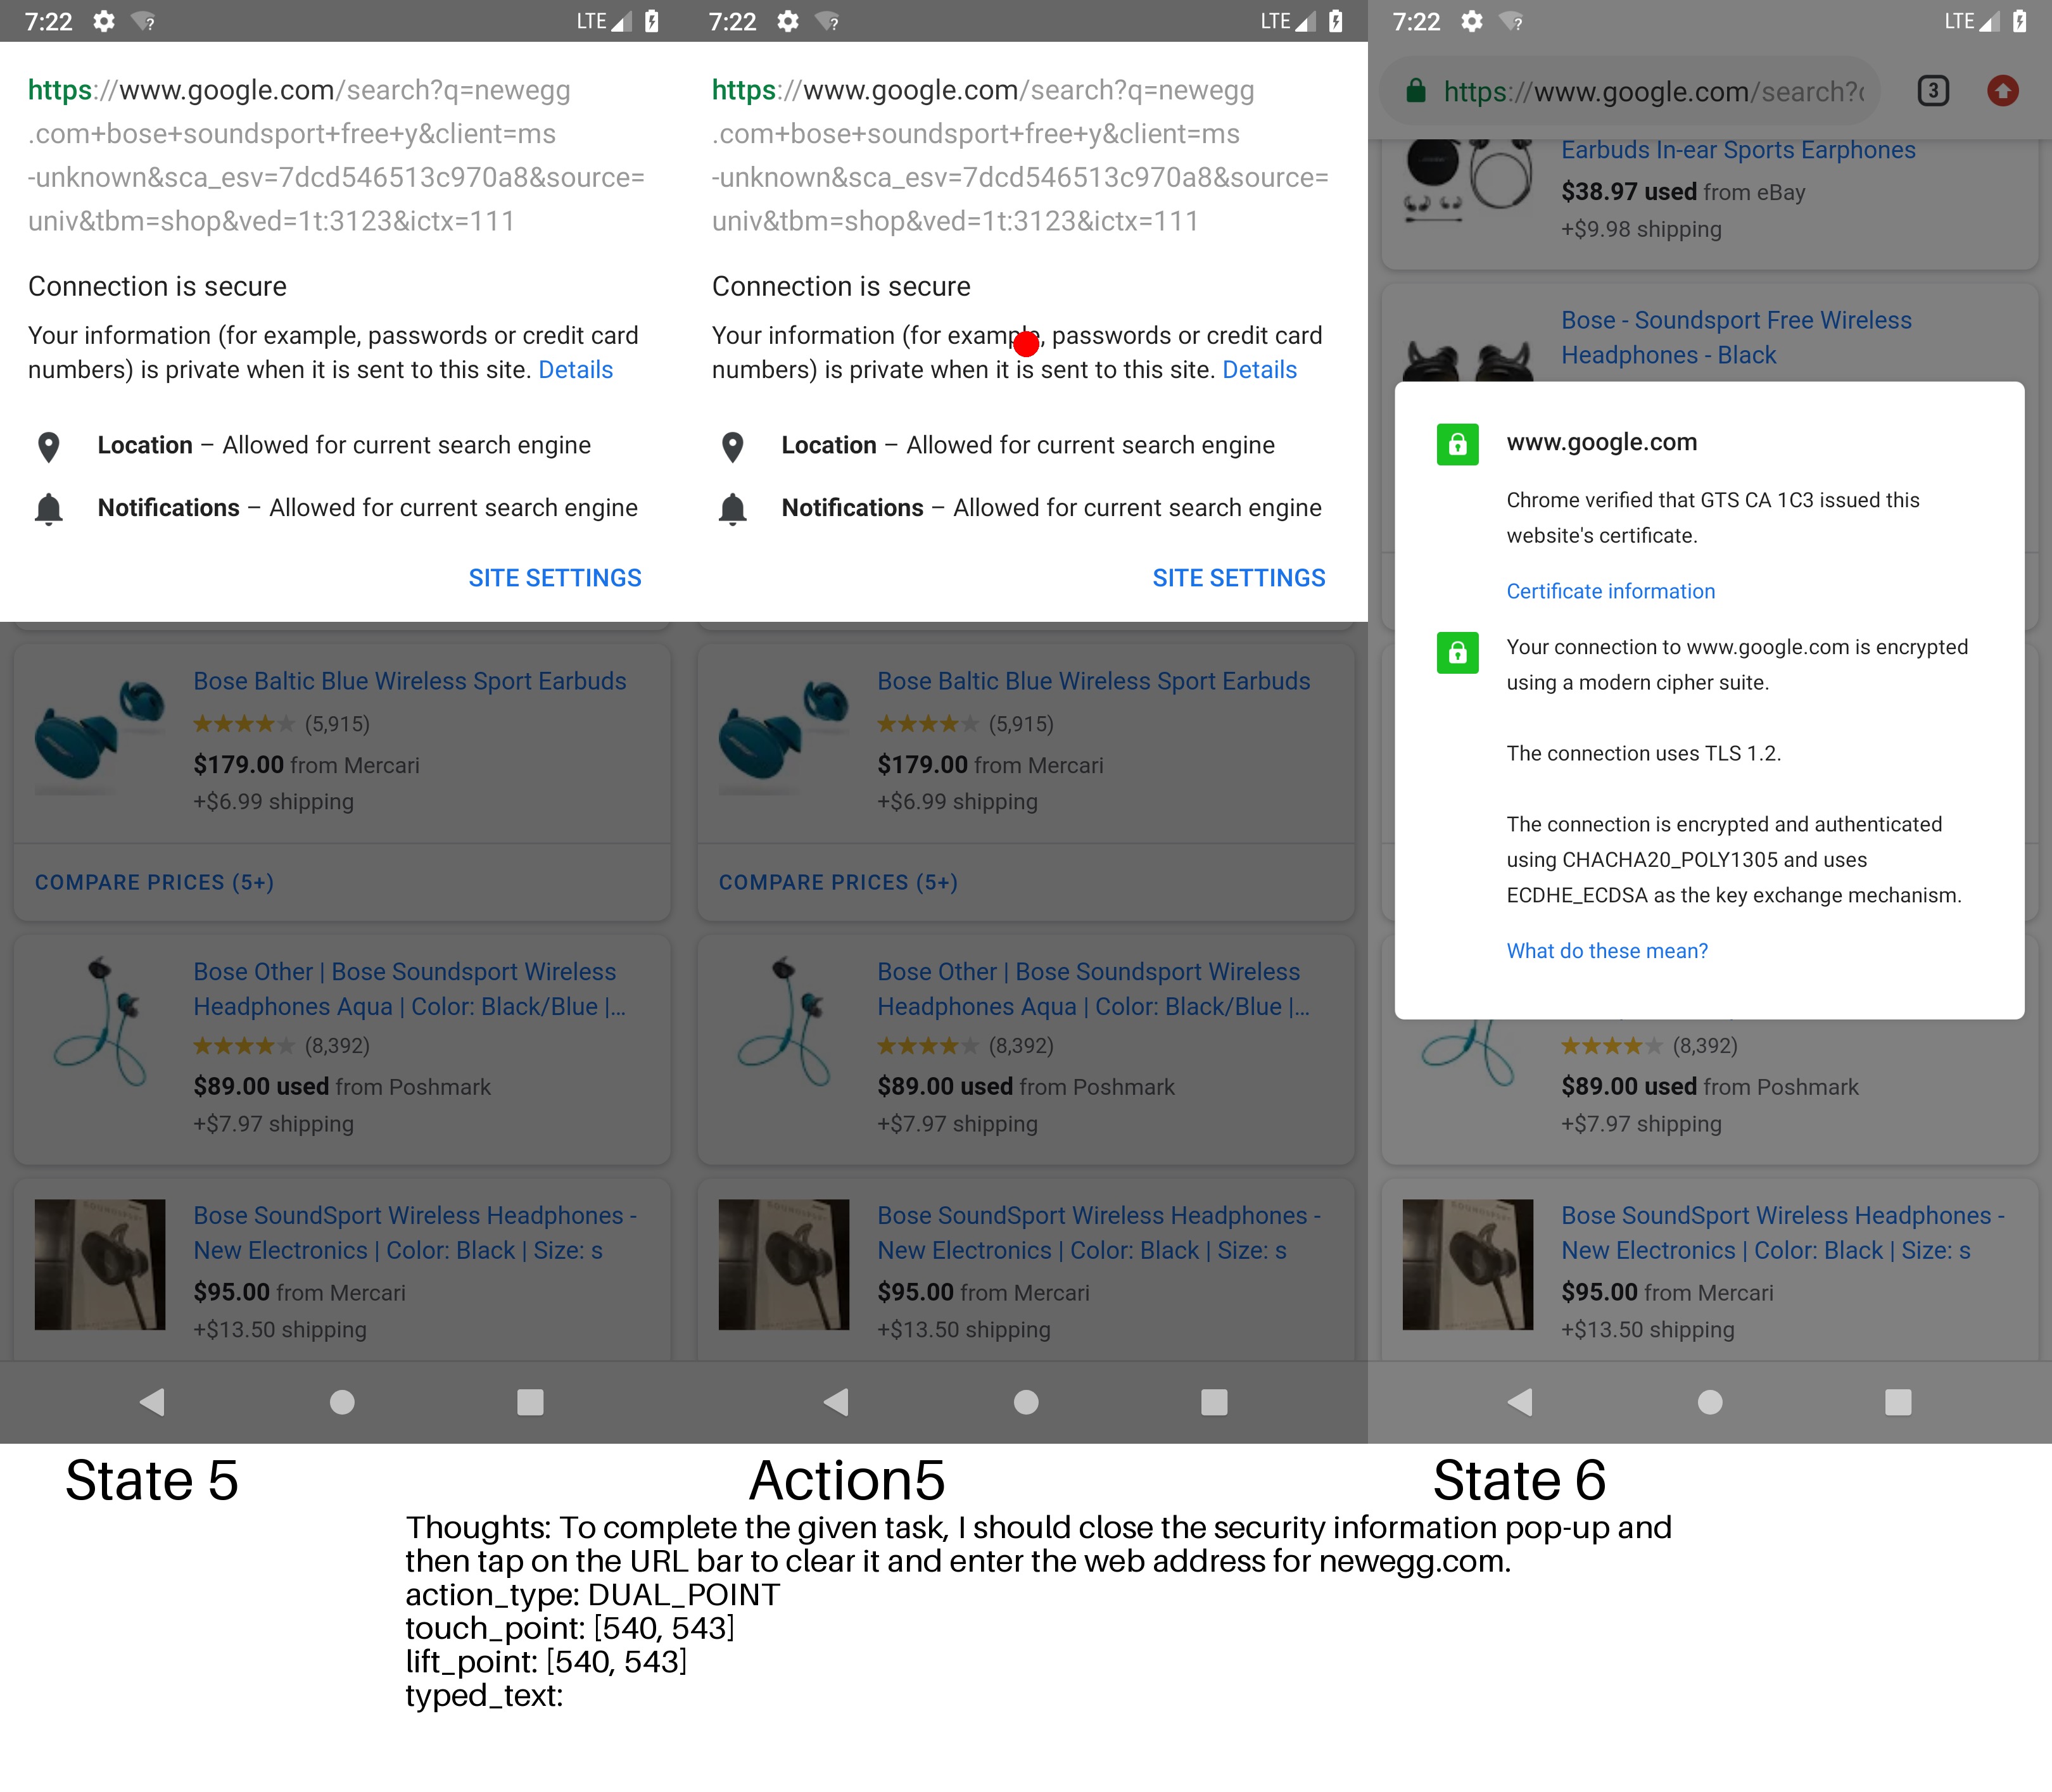 7:22
LTE
https://www.google.com/search?q=newegg
.com+bose+soundsport+free+y&client=ms
-unknown&sca_esv=7dcd546513c970a8&source=
univ&tbm=shop&ved=1t:3123&ictx=111
Connection is secure
Your information (for example, passwords or credit card
numbers) is private when it is sent to this site. Details
Location – Allowed for current search engine
Notifications – Allowed for current search engine
SITE SETTINGS
Bose Baltic Blue Wireless Sport Earbuds
(5,915)
$179.00 from Mercari
+$6.99 shipping
COMPARE PRICES (5+)
Bose Other | Bose Soundsport Wireless
Headphones Aqua | Color: Black/Blue |...
(8,392)
$89.00 used from Poshmark
+$7.97 shipping
Bose SoundSport Wireless Headphones -
New Electronics | Color: Black | Size: s
$95.00 from Mercari
+$13.50 shipping
State 5
7:22
LTE
https://www.google.com/search?q=newegg
.com+bose+soundsport+free+y&client=ms
-unknown&sca_esv=7dcd546513c970a8&source=
univ&tbm=shop&ved=1t:3123&ictx=111
Connection is secure
Your information (for example, passwords or credit card
numbers) is private when it is sent to this site. Details
Location – Allowed for current search engine
Notifications – Allowed for current search engine
SITE SETTINGS
Bose Baltic Blue Wireless Sport Earbuds
(5,915)
$179.00 from Mercari
+$6.99 shipping
COMPARE PRICES (5+)
Bose Other | Bose Soundsport Wireless
Headphones Aqua | Color: Black/Blue |...
(8,392)
$89.00 used from Poshmark
+$7.97 shipping
Bose SoundSport Wireless Headphones -
New Electronics | Color: Black | Size: s
$95.00 from Mercari
+$13.50 shipping
Action5
7:22
LTE
https://www.google.com/search?
3
Earbuds In-ear Sports Earphones
$38.97 used from eBay
+$9.98 shipping
Bose - Soundsport Free Wireless
Headphones - Black
www.google.com
Chrome verified that GTS CA 1C3 issued this
website's certificate.
Certificate information
Your connection to www.google.com is encrypted
using a modern cipher suite.
The connection uses TLS 1.2.
The connection is encrypted and authenticated
using CHACHA20_POLY1305 and uses
ECDHE_ECDSA as the key exchange mechanism.
What do these mean?
(8,392)
$89.00 used from Poshmark
+$7.97 shipping
Bose SoundSport Wireless Headphones -
New Electronics | Color: Black | Size: s
$95.00 from Mercari
+$13.50 shipping
State 6
Thoughts: To complete the given task, I should close the security information pop-up and
then tap on the URL bar to clear it and enter the web address for newegg.com.
action_type: DUAL_POINT
touch_point: [540, 543]
lift_point: [540, 543]
typed_text: